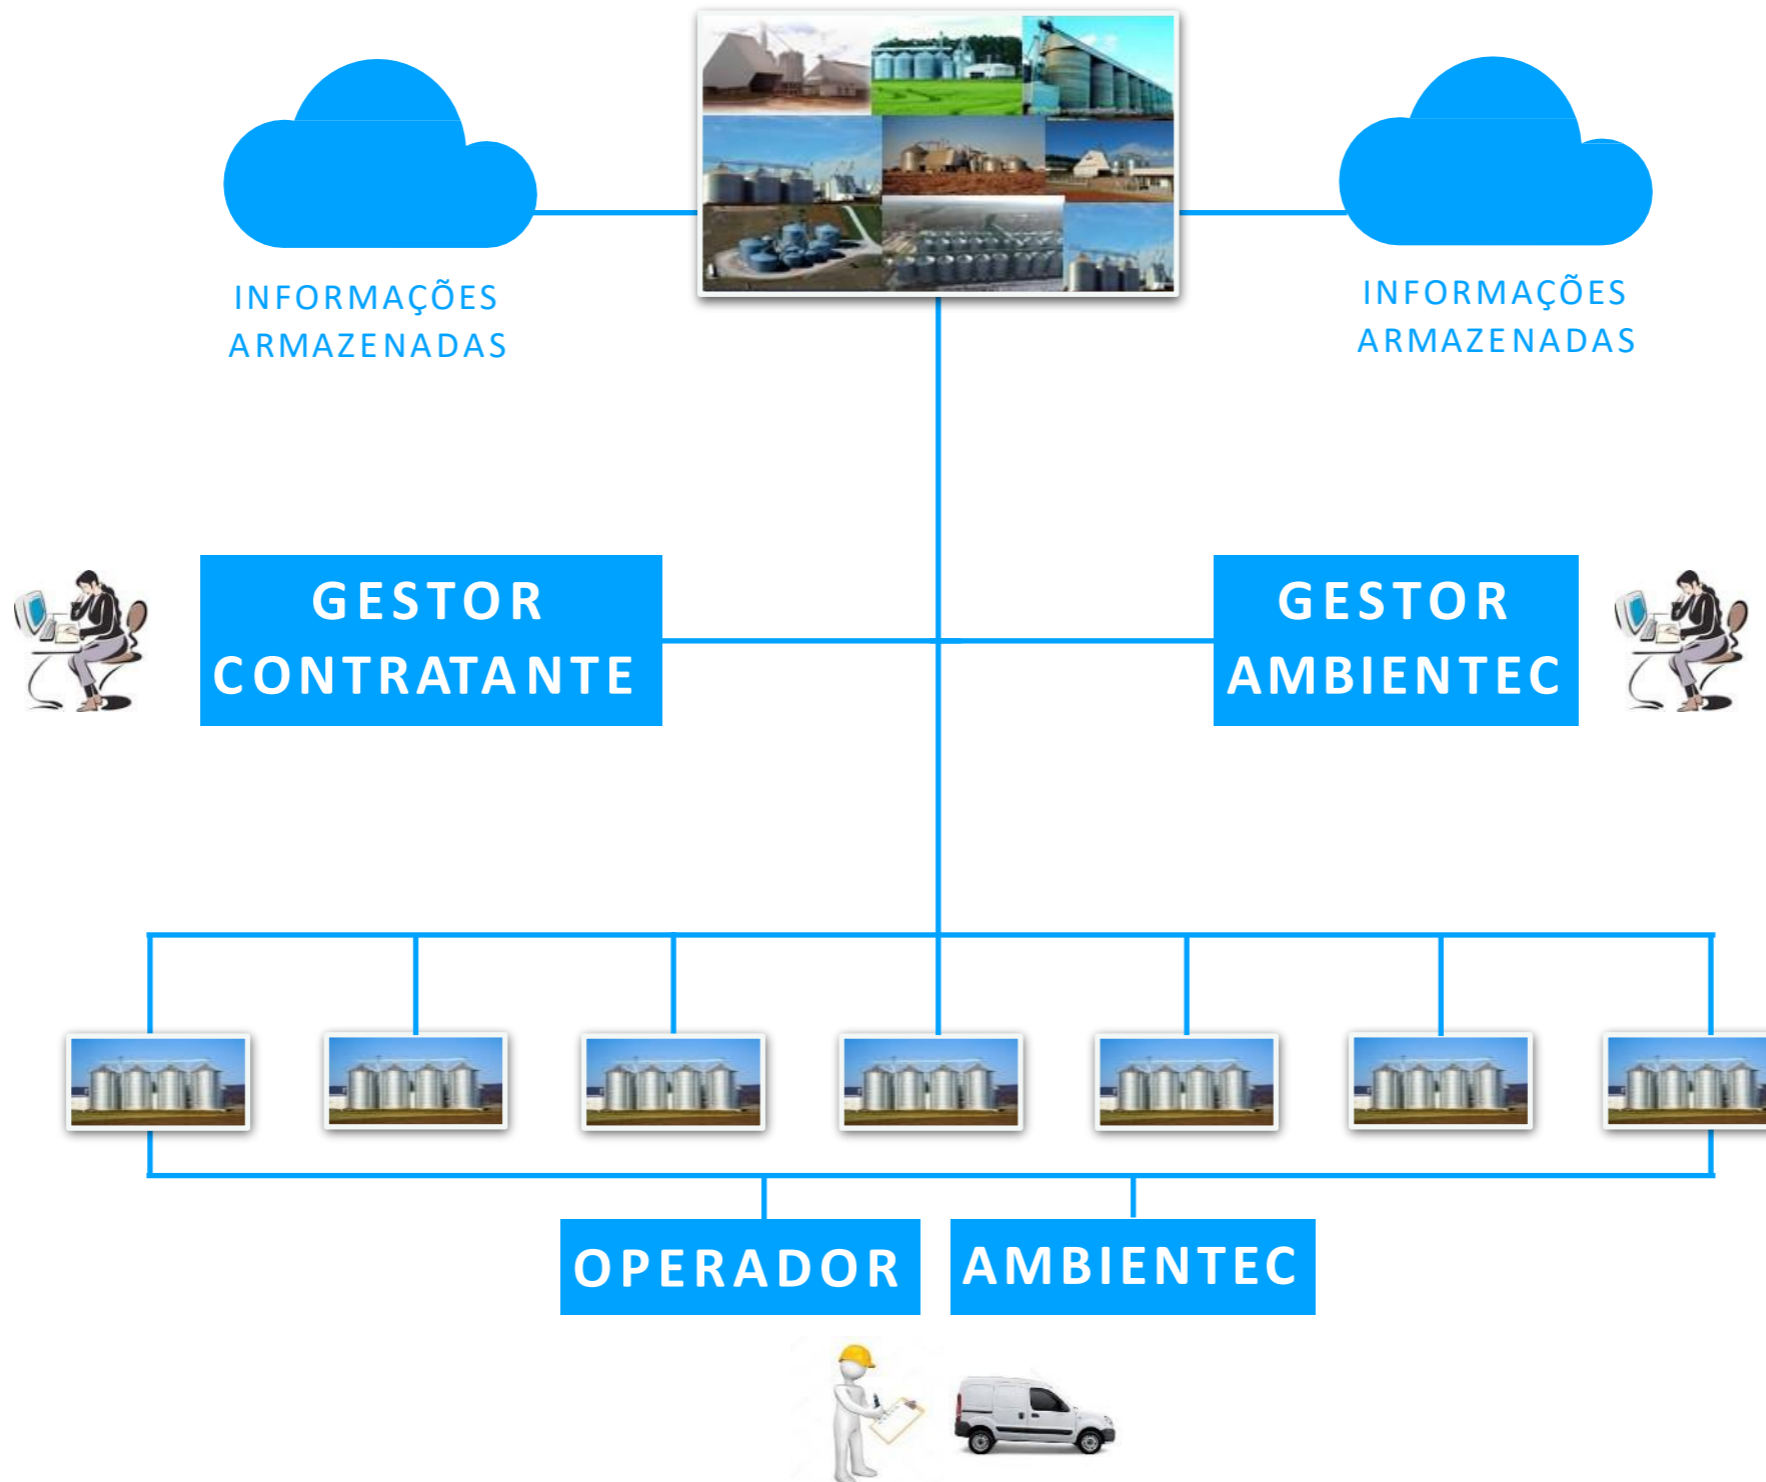 INFORMAÇÕES
ARMAZENADAS
INFORMAÇÕES
ARMAZENADAS
GESTOR
CONTRATANTE
GESTOR
AMBIENTEC
OPERADOR
AMBIENTEC